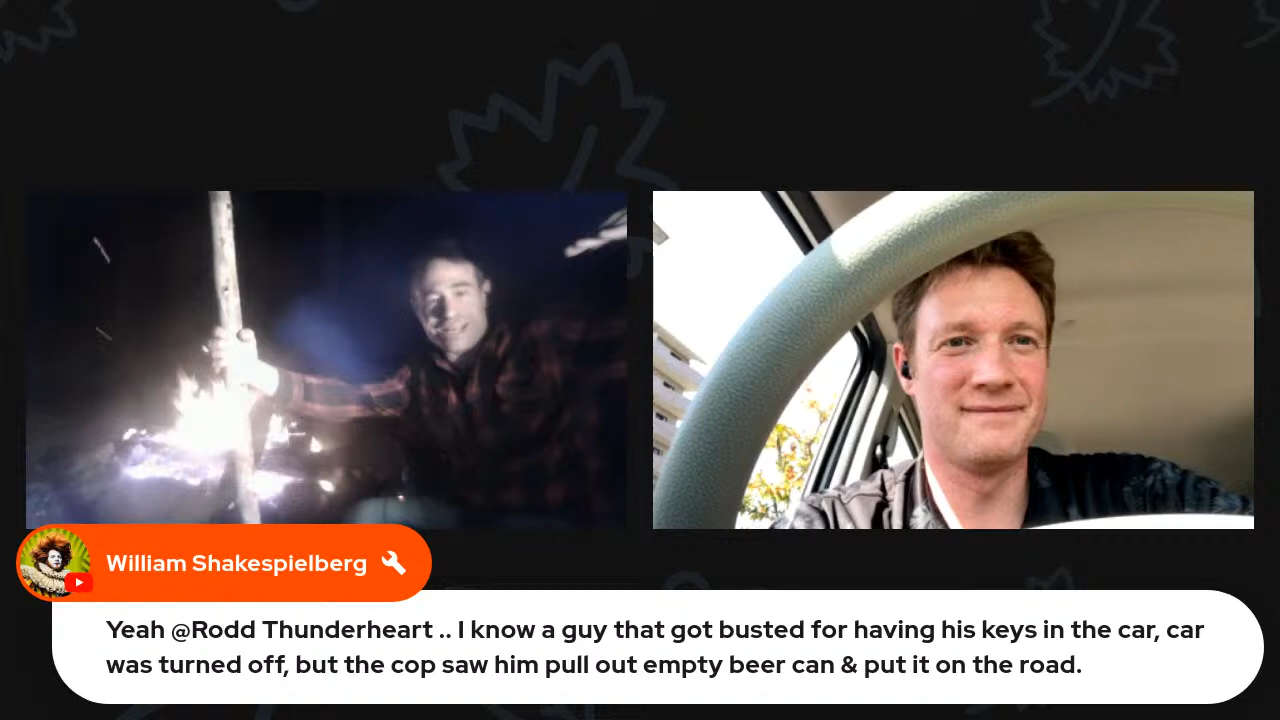 William Shakespielberg
Yeah @Rodd Thunderheart .. I know a guy that got busted for having his keys in the car, car
was turned off, but the cop saw him pull out empty beer can & put it on the road.